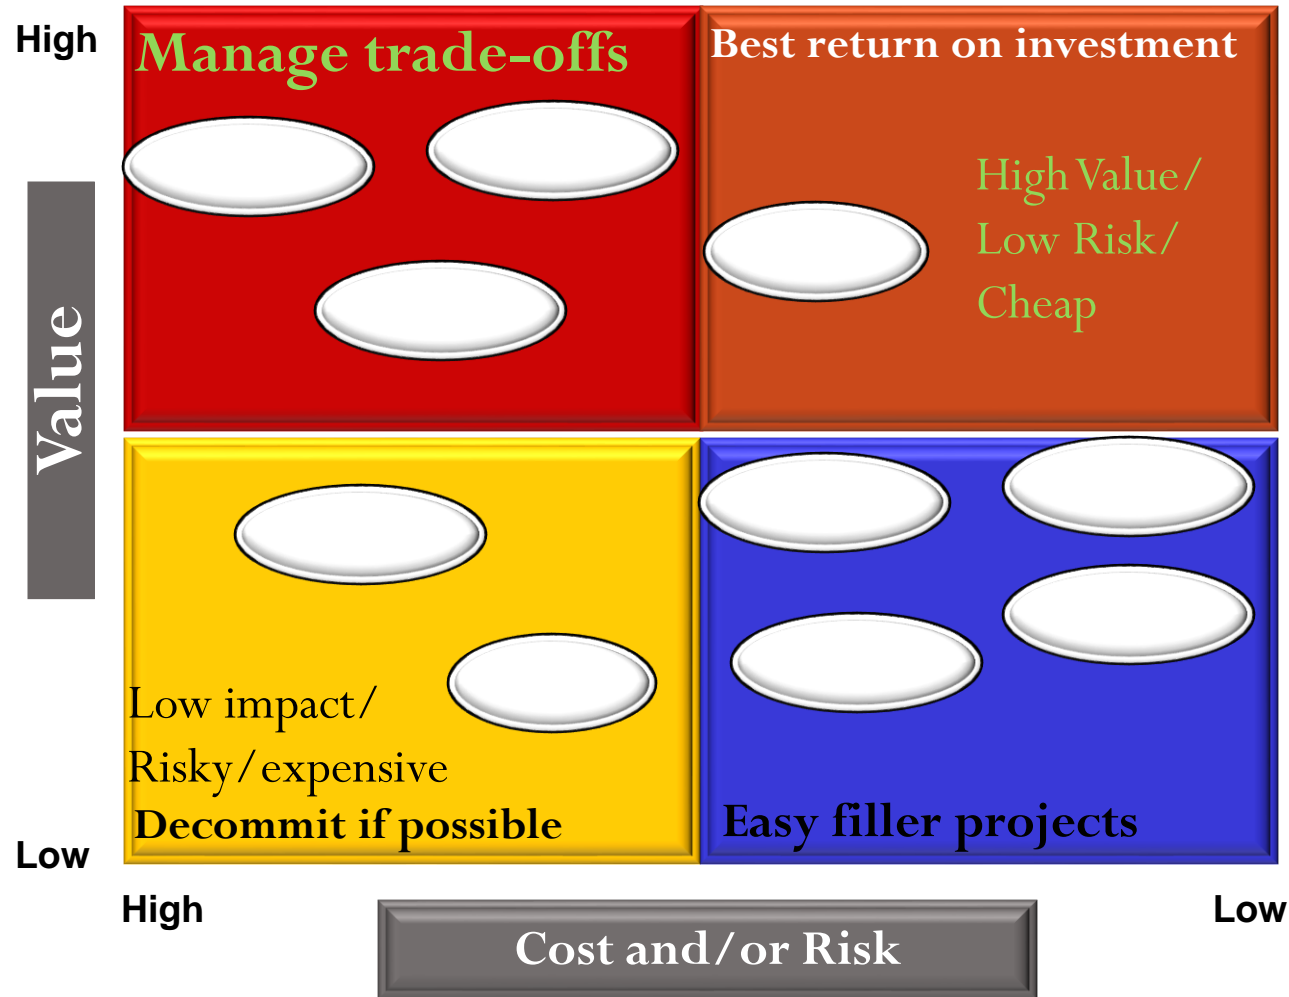 High
Manage trade-offs
Best return on investment
High Value/
Low Risk/
Cheap
Value
Low impact/
Risky/expensive
Decommit if possible
Easy filler projects
Low
High
Low
Cost and/or Risk